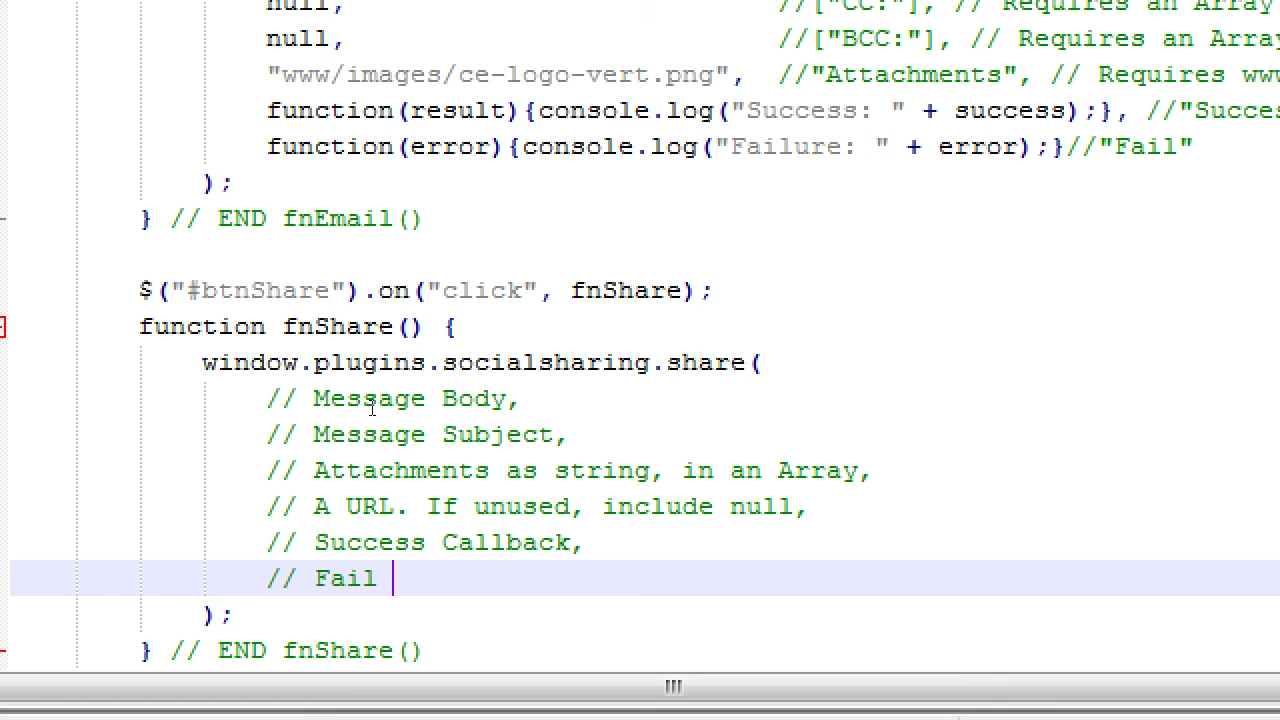 null, //["CC:"], // Requires an Array
null, //["BCC:"], // Requires an Array
"www/images/ce-logo-vert.png", //"Attachments", // Requires www
function(result){console.log("Success: " + success);}, //"Succes
function(error){console.log("Failure: " + error);}//"Fail"
);
} // END fnEmail()
$("#btnShare").on("click", fnShare);
function fnShare() {
window.plugins.socialsharing.share(
// Message Body,
// Message Subject,
// Attachments as string, in an Array,
// A URL. If unused, include null,
// Success Callback,
// Fail
);
} // END fnShare()